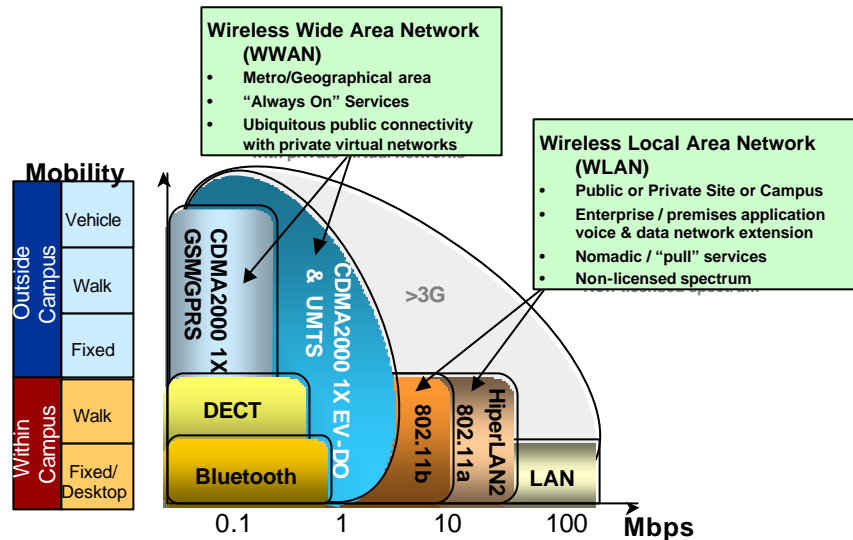 Wireless Wide Area Network
(WWAN)
• Metro/Geographical area
• “Always On” Services
• Ubiquitous public connectivity
with private virtual networks
Wireless Local Area Network
(WLAN)
• Public or Private Site or Campus
• Enterprise / premises application
voice & data network extension
• Nomadic / “pull” services
• Non-licensed spectrum
Mobility
Outside
Campus
Vehicle
Walk
Fixed
Within
Campus
Walk
Fixed/
Desktop
CDMA2000 1X
GSM/GPRS
CDMA2000 1X EV-DO
& UMTS
>3G
DECT
Bluetooth
802.11b
HiperLAN2
802.11a
LAN
0.1
1
10
100
Mbps